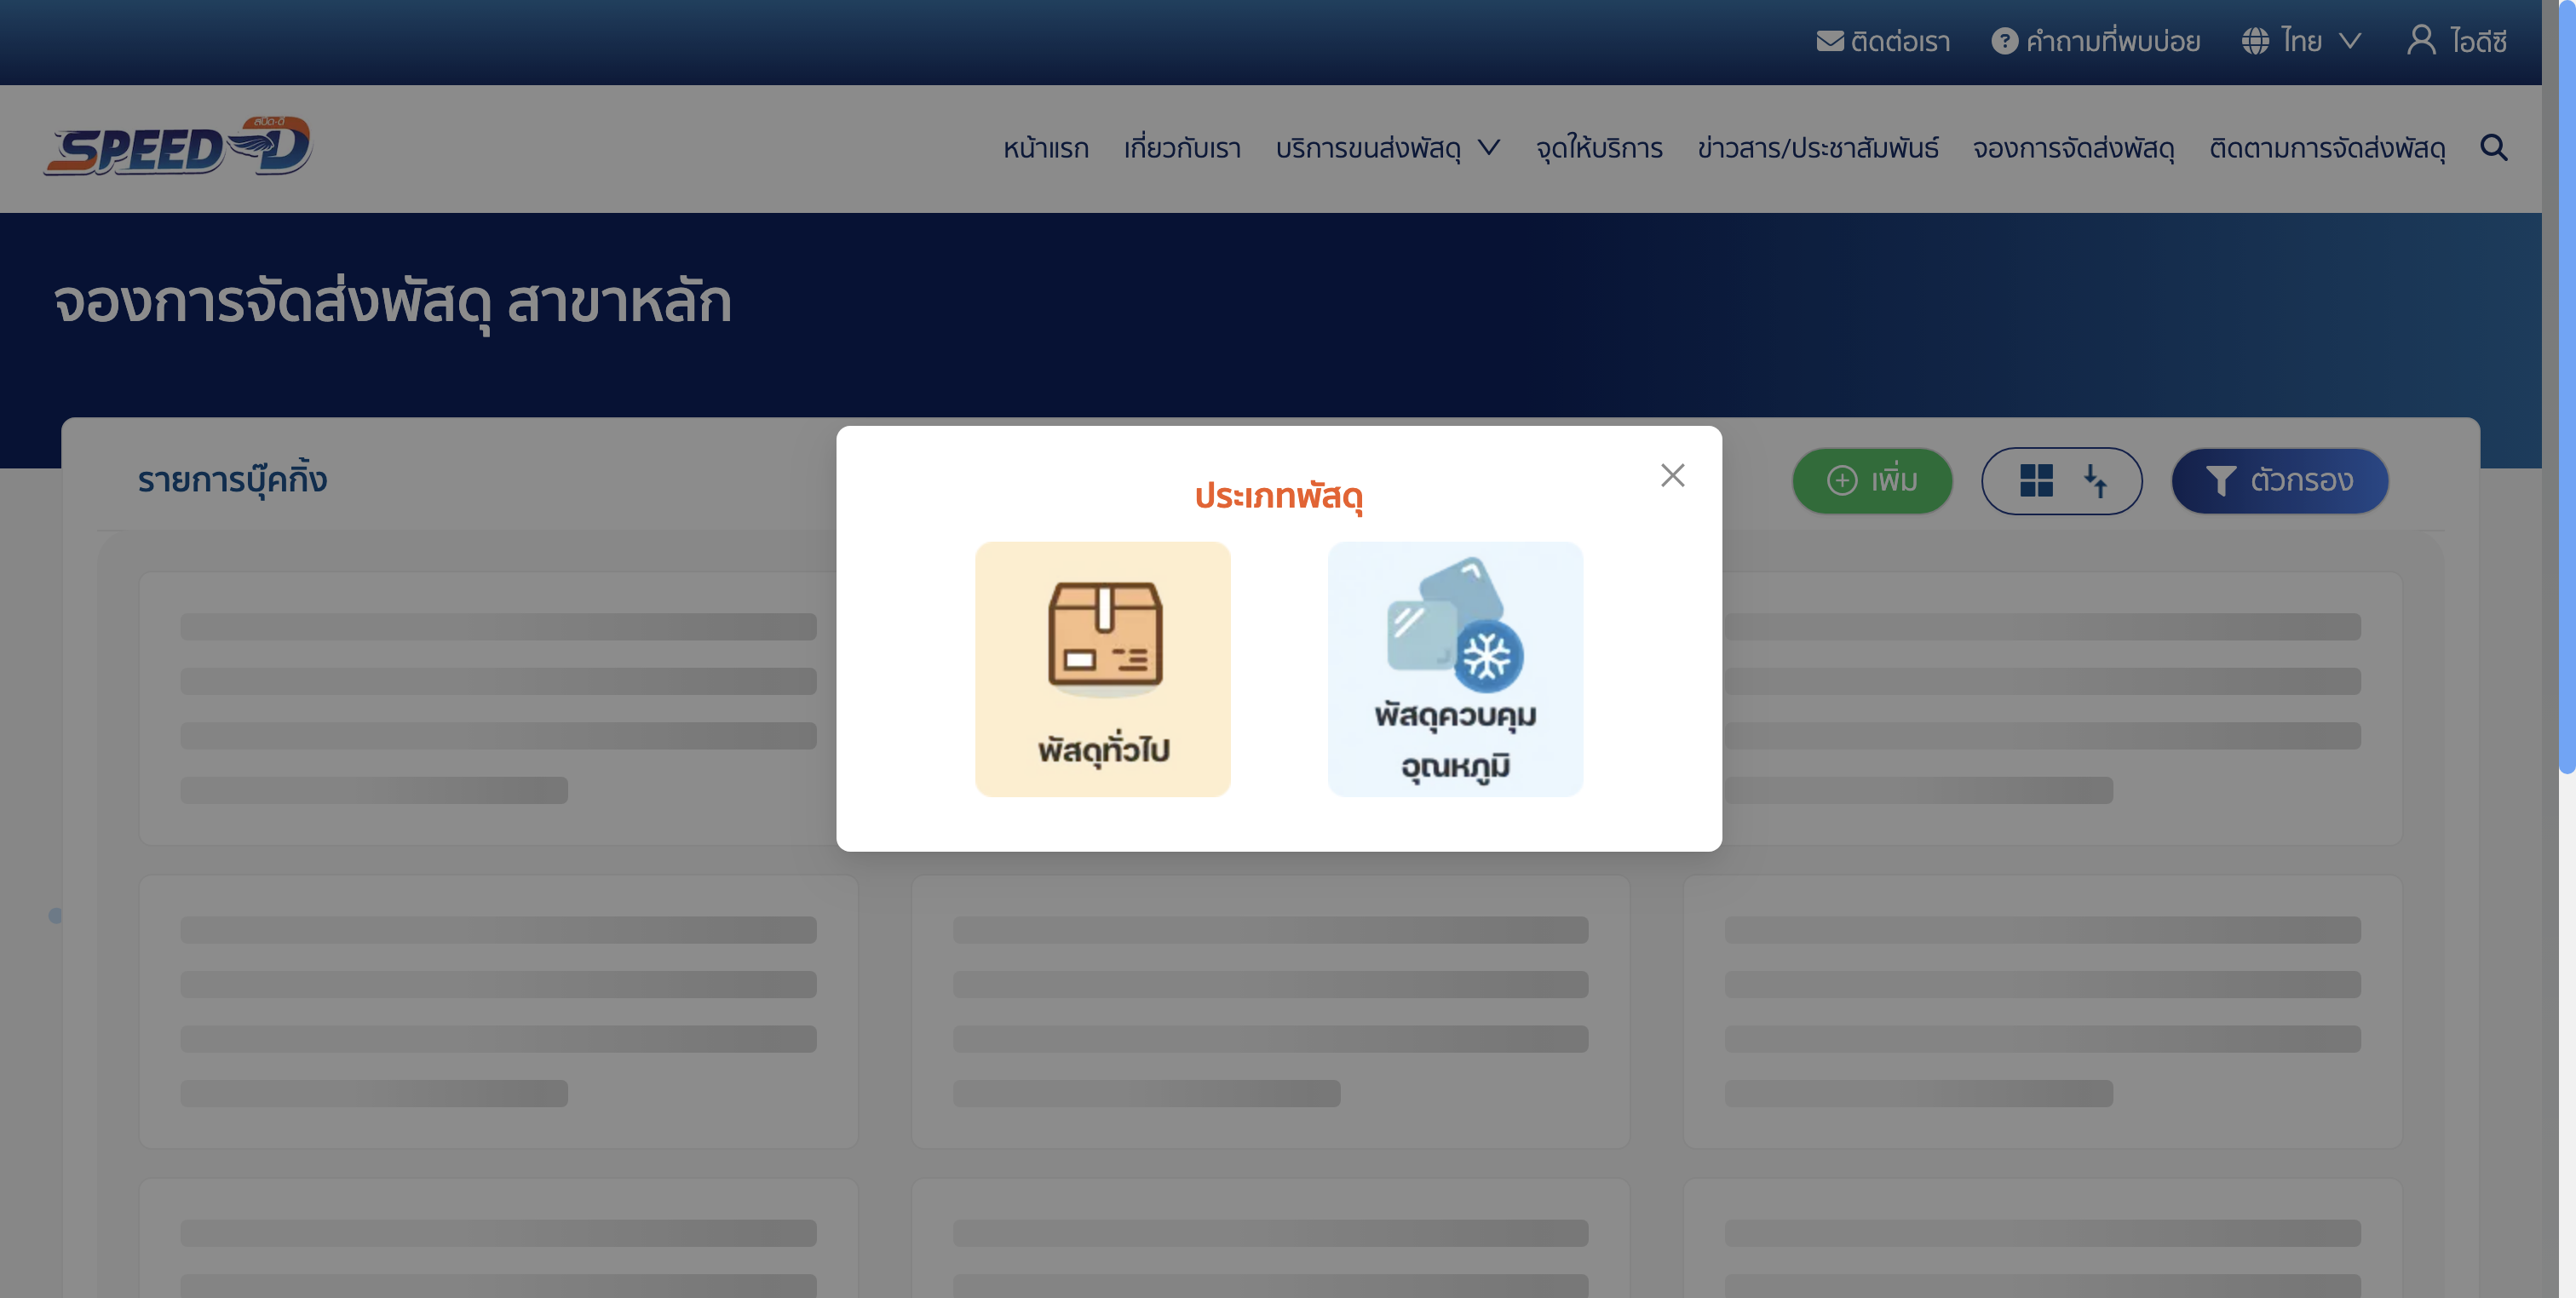 ติดต่อเรา คำถามที่พบบ่อย ไทย ไอดีซี
สปีด-ดี
SPEED-D หน้าแรก เกี่ยวกับเรา บริการขนส่งพัสดุ จุดให้บริการ ข่าวสาร/ประชาสัมพันธ์ จองการจัดส่งพัสดุ ติดตามการจัดส่งพัสดุ
จองการจัดส่งพัสดุ สาขาหลัก
รายการบุ๊คกิ้ง เพิ่ม ตัวกรอง
ประเภทพัสดุ
พัสดุทั่วไป
พัสดุควบคุม
อุณหภูมิ